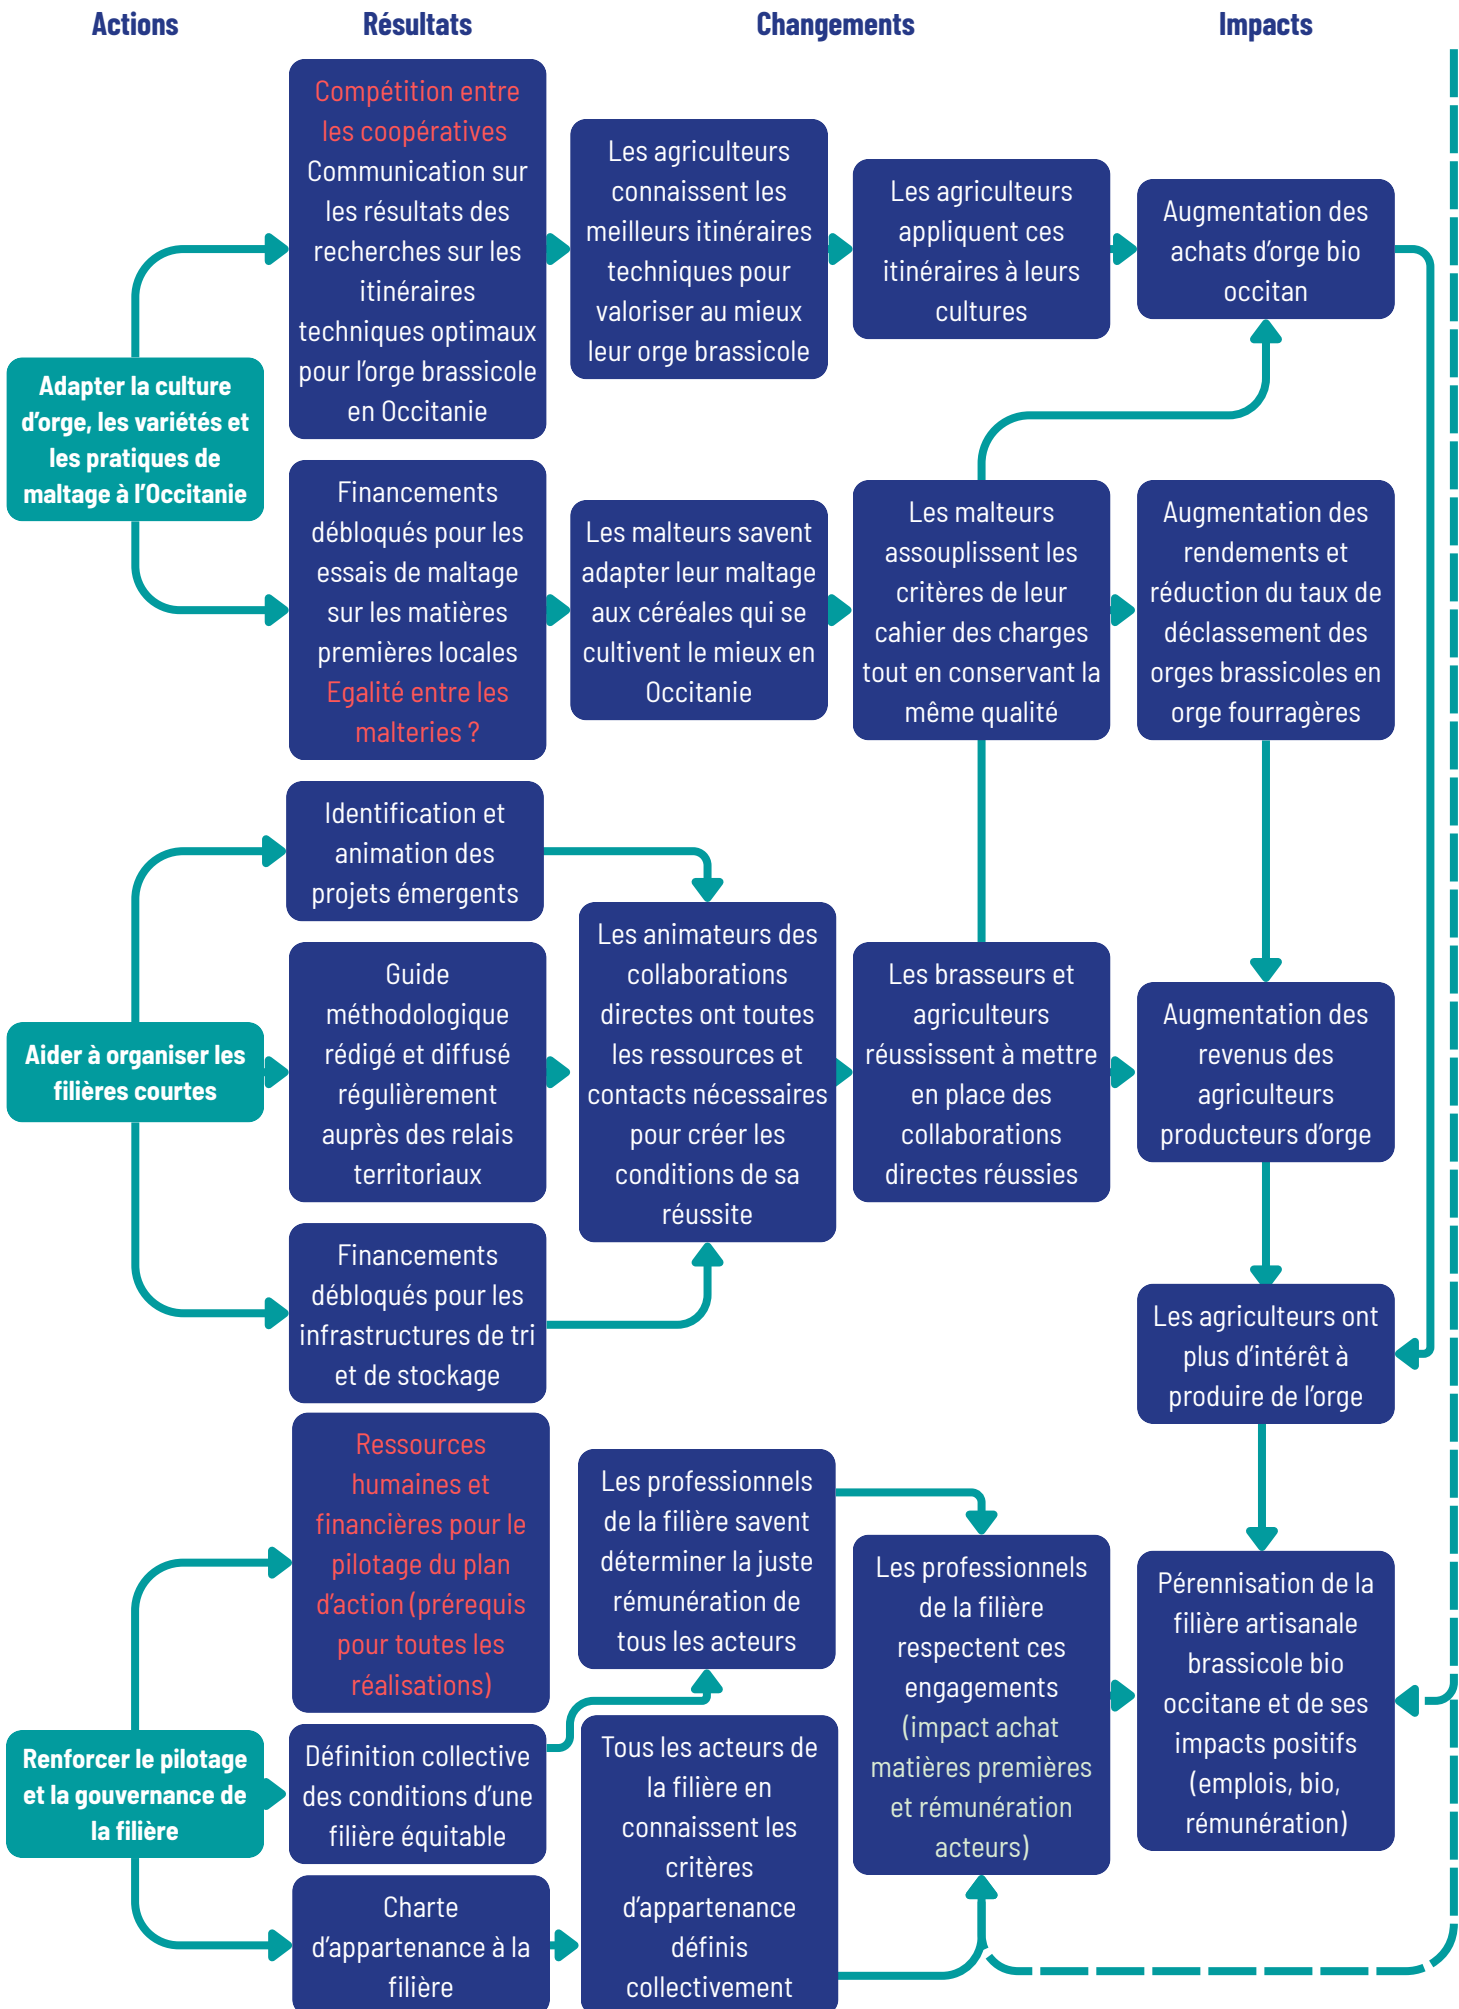 Actions
Résultats
Changements
Impacts
Adapter la culture
d'orge, les variétés et
les pratiques de
maltage à l'Occitanie
Compétition entre
les coopératives
Communication sur
les résultats des
recherches sur les
itinéraires
techniques optimaux
pour l'orge brassicole
en Occitanie
Les agriculteurs
connaissent les
meilleurs itinéraires
techniques pour
valoriser au mieux
leur orge brassicole
Les agriculteurs
appliquent ces
itinéraires à leurs
cultures
Augmentation des
achats d'orge bio
occitan
Financements
débloqués pour les
essais de maltage
sur les matières
premières locales
Egalité entre les
malteries ?
Les malteurs savent
adapter leur maltage
aux céréales qui se
cultivent le mieux en
Occitanie
Les malteurs
assouplissent les
critères de leur
cahier des charges
tout en conservant la
même qualité
Augmentation des
rendements et
réduction du taux de
déclassement des
orges brassicoles en
orge fourragères
Aider à organiser les
filières courtes
Identification et
animation des
projets émergents
Guide
méthodologique
rédigé et diffusé
régulièrement
auprès des relais
territoriaux
Financements
débloqués pour les
infrastructures de tri
et de stockage
Les animateurs des
collaborations
directes ont toutes
les ressources et
contacts nécessaires
pour créer les
conditions de sa
réussite
Les brasseurs et
agriculteurs
réussissent à mettre
en place des
collaborations
directes réussies
Augmentation des
revenus des
agriculteurs
producteurs d'orge
Les agriculteurs ont
plus d'intérêt à
produire de l'orge
Renforcer le pilotage
et la gouvernance de
la filière
Ressources
humaines et
financières pour le
pilotage du plan
d'action (prérequis
pour toutes les
réalisations)
Définition collective
des conditions d'une
filière équitable
Charte
d'appartenance à la
filière
Les professionnels
de la filière savent
déterminer la juste
rémunération de
tous les acteurs
Tous les acteurs de
la filière en
connaissent les
critères
d'appartenance
définis
collectivement
Les professionnels
de la filière
respectent ces
engagements
(impact achat
matières premières
et rémunération
acteurs)
Pérennisation de la
filière artisanale
brassicole bio
occitane et de ses
impacts positifs
(emplois, bio,
rémunération)